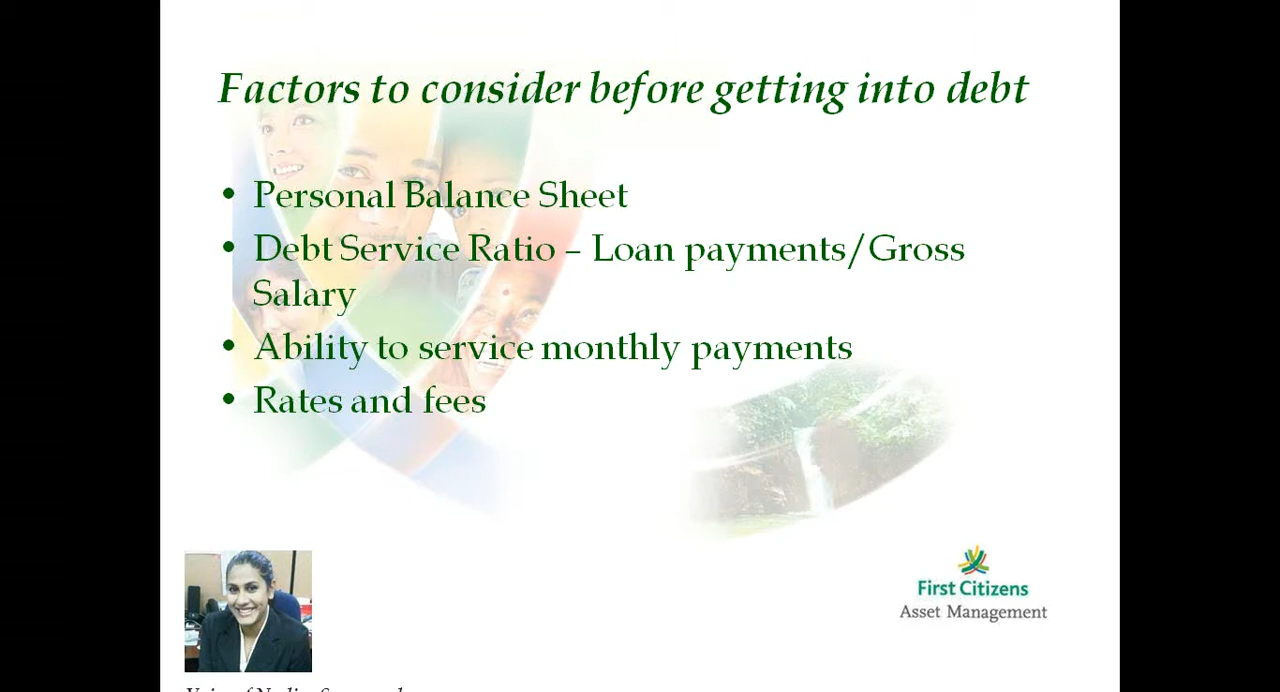 Factors to consider before getting into debt
• Personal Balance Sheet
• Debt Service Ratio – Loan payments/Gross
Salary
• Ability to service monthly payments
• Rates and fees
First Citizens
Asset Management